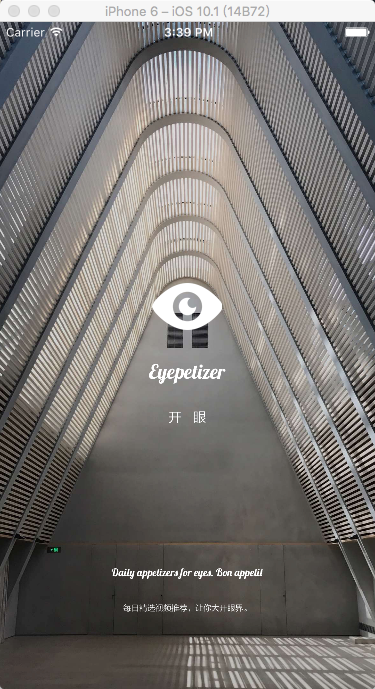 iPhone 6 – iOS 10.1 (14B72)
Carrier 3:39 PM
Eyepetizer
开 眼
Daily appetizers for eyes. Bon appetit
每日精选视频推荐，让你大开眼界。